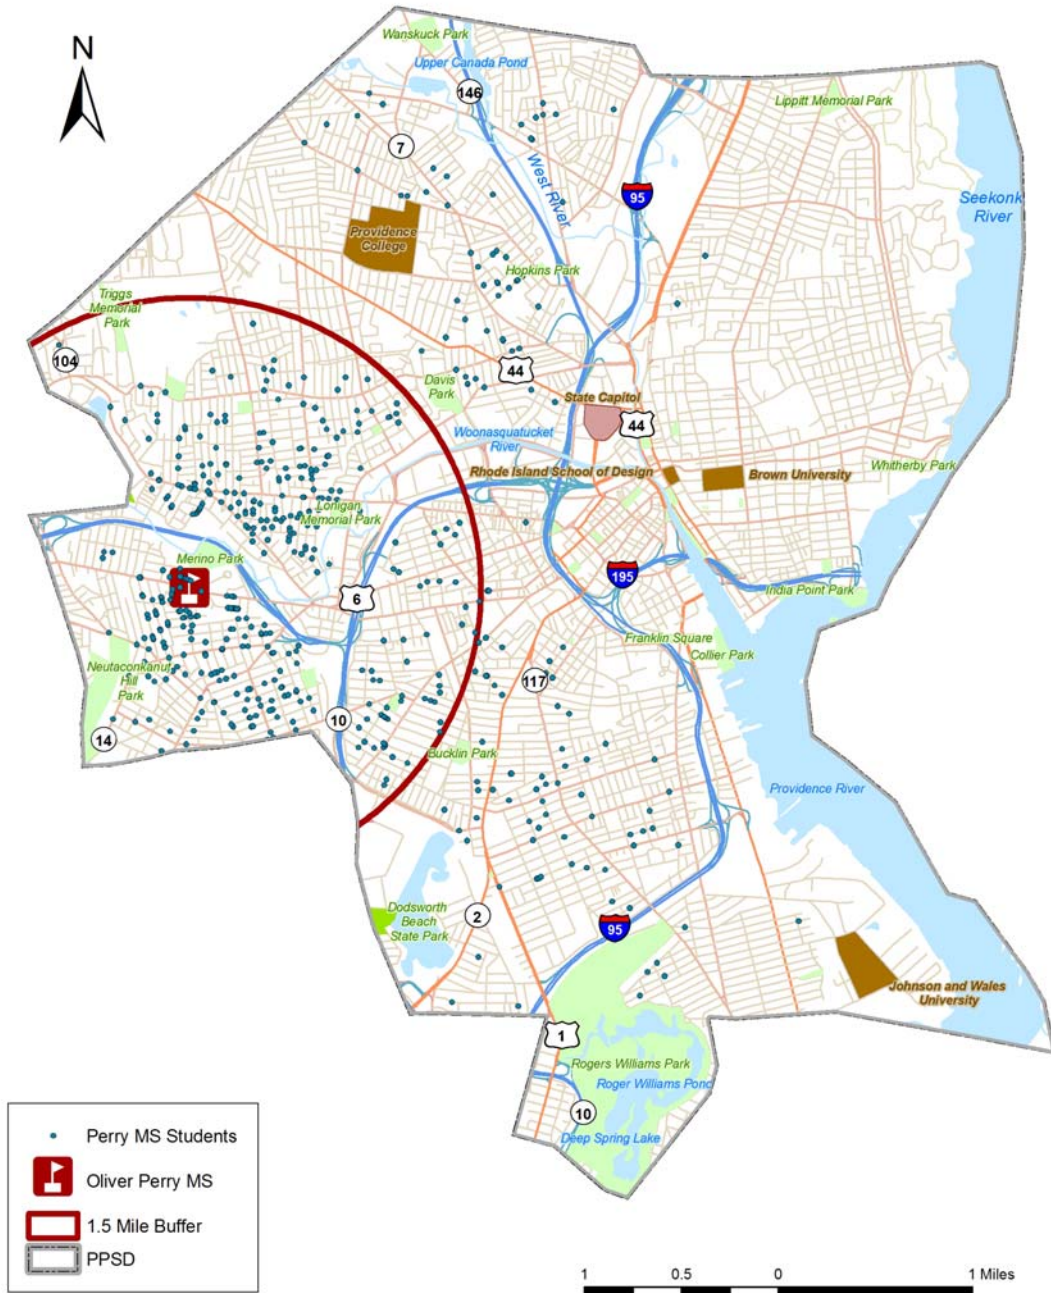 N
Wanskuck Park
Upper Canada Pond
146
Lippitt Memorial Park
7
West River
95
Seekonk
River
Providence
College
Hopkins Park
Triggs
Memorial
Park
104
44
Davis
Park
State Capitol
44
Woonasquatucket
River
Rhode Island School of Design
Brown University
Whitherby Park
Lonigan
Memorial Park
Merino Park
195
6
India Point Park
Franklin Square
Collier Park
Neutaconkanut
Hill
Park
117
10
14
Bucklin Park
Providence River
Dodsworth
Beach
State Park
2
95
Johnson and Wales
University
1
Rogers Williams Park
Roger Williams Pond
10
Deep Spring Lake
Perry MS Students
Oliver Perry MS
1.5 Mile Buffer
PPSD
1 0.5 0 1 Miles